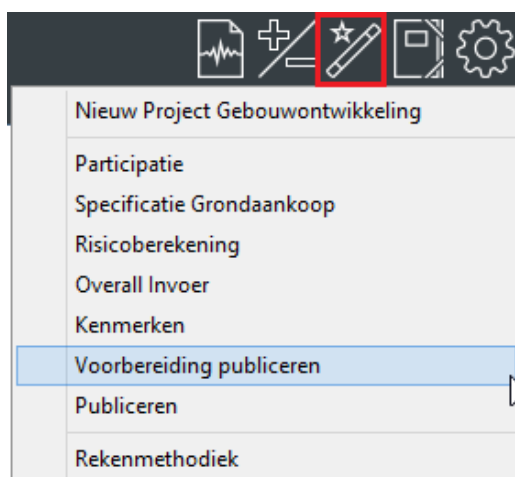 Nieuw Project Gebouwontwikkeling
Participatie
Specificatie Grondaankoop
Risicoberekening
Overall Invoer
Kenmerken
Voorbereiding publiceren
Publiceren
Rekenmethodiek